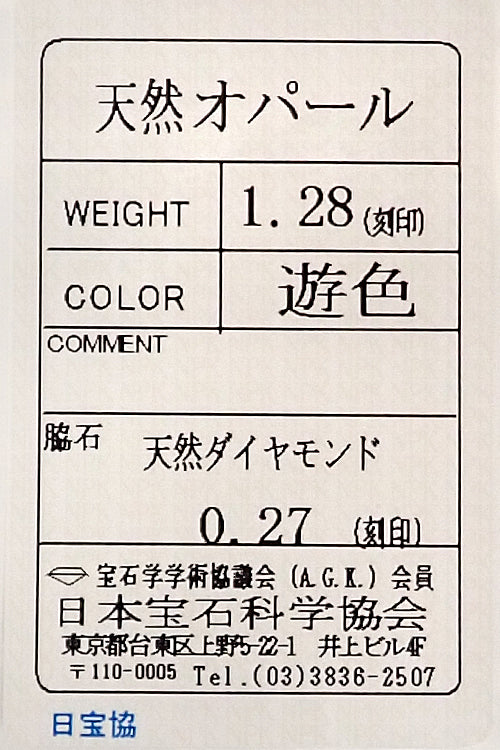 天然オパール
WEIGHT 1.28(刻印)
COLOR 遊色
COMMENT
脇石 天然ダイヤモンド
0.27 (刻印)
宝石学学術協議会 (A.G.K.) 会員
日本宝石科学協会
東京都台東区上野5-22-1 井上ビル4F
〒110-0005 Tel.(03)3836-2507
日宝協